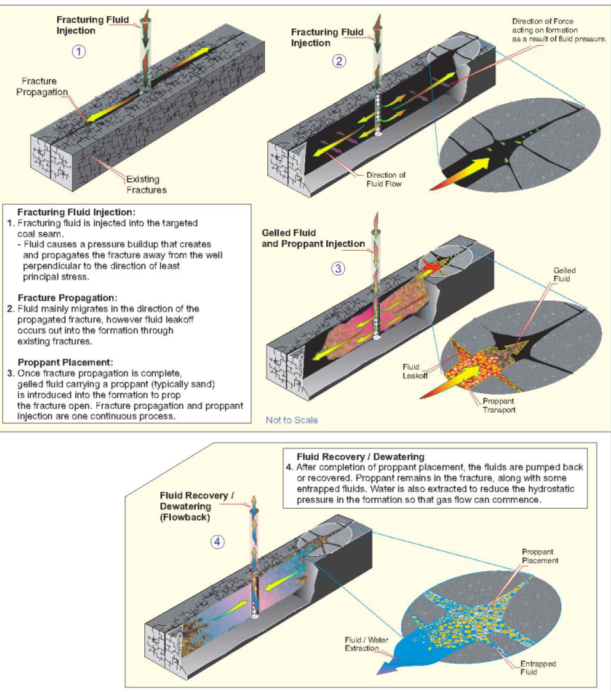 Fracturing Fluid
Injection
1
Fracture
Propagation
Existing
Fractures
Fracturing Fluid
Injection
2
Direction of Force
acting on formation
as a result of fluid pressure.
Direction of
Fluid Flow
Fracturing Fluid Injection:
1. Fracturing fluid is injected into the targeted
coal seam.
- Fluid causes a pressure buildup that creates
and propagates the fracture away from the well
perpendicular to the direction of least
principal stress.
Fracture Propagation:
2. Fluid mainly migrates in the direction of the
propagated fracture, however fluid leakoff
occurs out into the formation through
existing fractures.
Proppant Placement:
3. Once fracture propagation is complete,
gelled fluid carrying a proppant (typically sand)
is introduced into the formation to prop
the fracture open. Fracture propagation and proppant
injection are one continuous process.
Gelled Fluid
and Proppant Injection
3
Gelled
Fluid
Fluid
Leakoff
Proppant
Transport
Not to Scale
Fluid Recovery / Dewatering
4. After completion of proppant placement, the fluids are pumped back
or recovered. Proppant remains in the fracture, along with some
entrapped fluids. Water is also extracted to reduce the hydrostatic
pressure in the formation so that gas flow can commence.
Fluid Recovery /
Dewatering
(Flowback)
4
Proppant
Placement
Fluid / Water
Extraction
Entrapped
Fluid